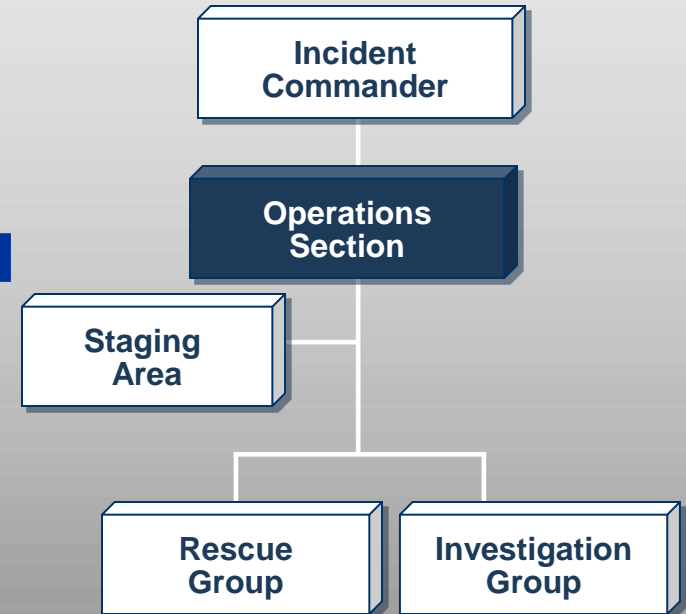 Incident
Commander
Operations
Section
Staging
Area
Rescue
Group
Investigation
Group